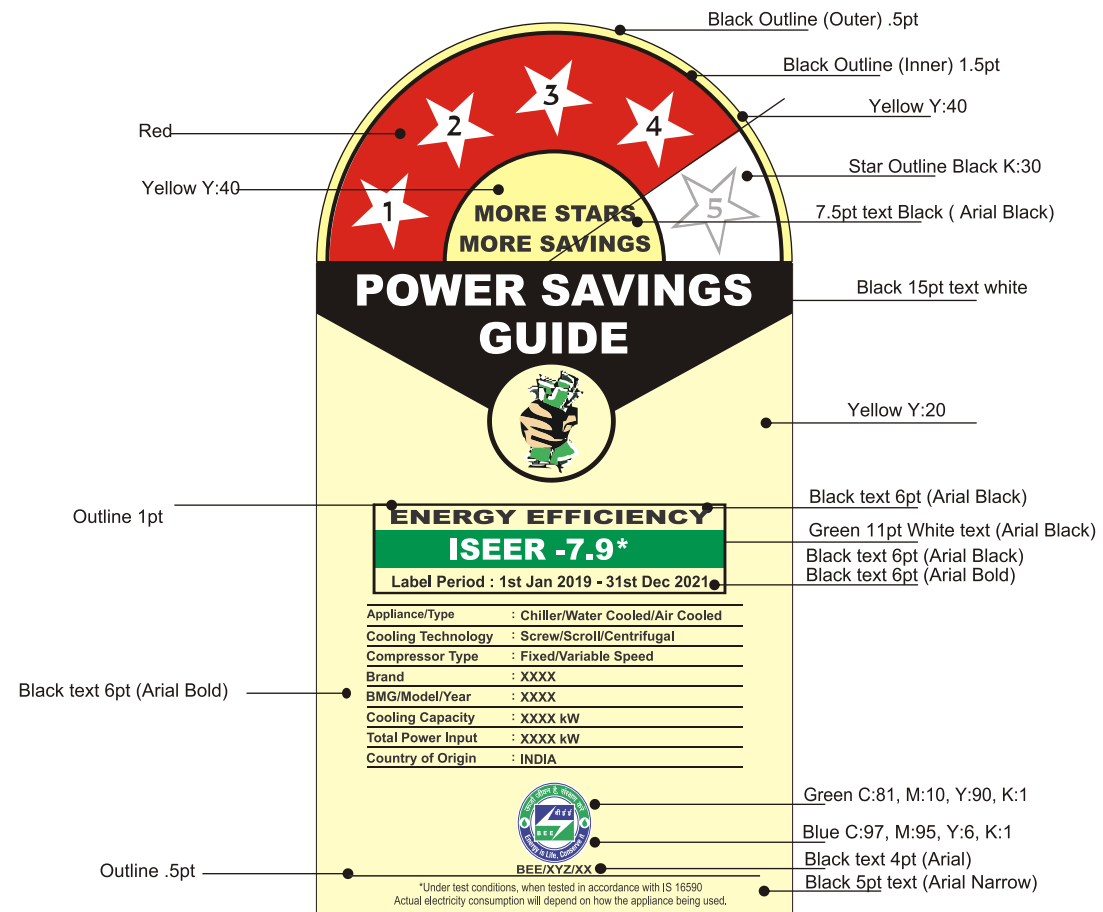 Black Outline (Outer) .5pt
Black Outline (Inner) 1.5pt
Yellow Y:40
Red
Star Outline Black K:30
Yellow Y:40
7.5pt text Black ( Arial Black)
1
2
3
4
5
MORE STARS
MORE SAVINGS
POWER SAVINGS
GUIDE
Black 15pt text white
Yellow Y:20
Outline 1pt
ENERGY EFFICIENCY
ISEER -7.9*
Label Period : 1st Jan 2019 - 31st Dec 2021
Black text 6pt (Arial Black)
Green 11pt White text (Arial Black)
Black text 6pt (Arial Black)
Black text 6pt (Arial Bold)
Appliance/Type : Chiller/Water Cooled/Air Cooled
Cooling Technology : Screw/Scroll/Centrifugal
Compressor Type : Fixed/Variable Speed
Brand : XXXX
BMG/Model/Year : XXXX
Cooling Capacity : XXXX kW
Total Power Input : XXXX kW
Country of Origin : INDIA
Black text 6pt (Arial Bold)
बी ई ई
BEE
Energy is Life, Conserve it
Green C:81, M:10, Y:90, K:1
Blue C:97, M:95, Y:6, K:1
BEE/XYZ/XX
Black text 4pt (Arial)
Outline .5pt
Black 5pt text (Arial Narrow)
*Under test conditions, when tested in accordance with IS 16590
Actual electricity consumption will depend on how the appliance being used.